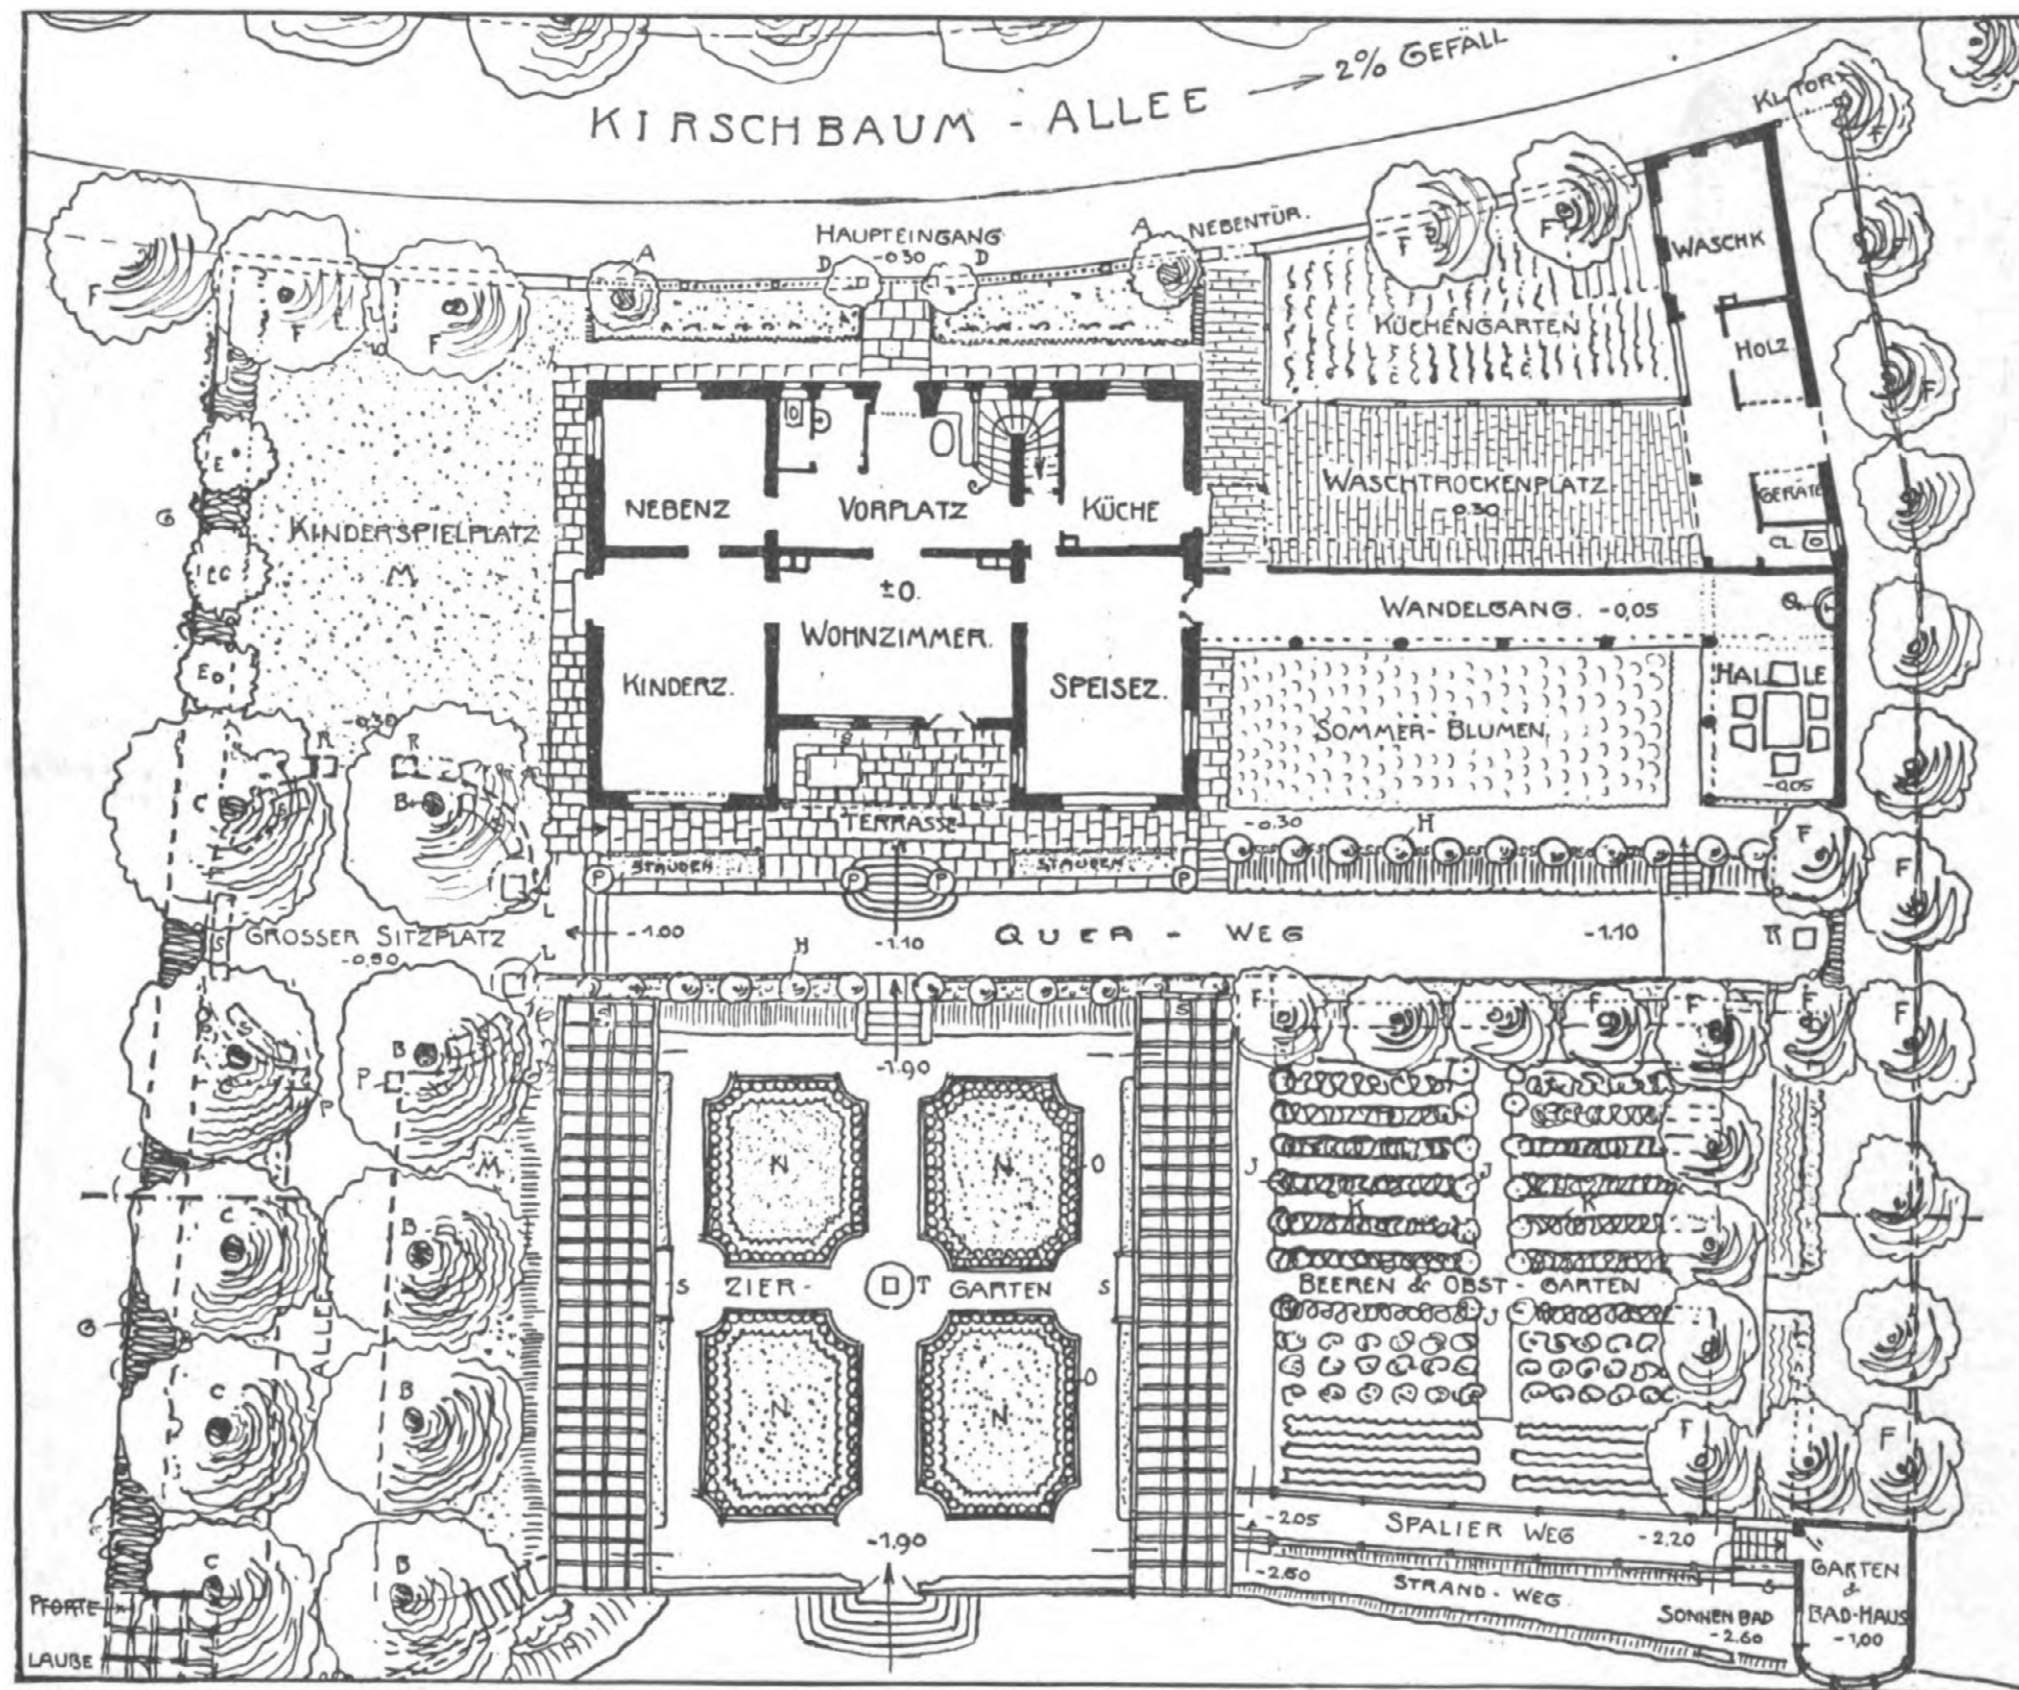 KIRSCHBAUM - ALLEE → 2% GEFÄLL
KL. TOR
F
HAUPTEINGANG
-0.30
NEBENTÜR.
A
A
D
D
F
F
F
F
F
F
F
WASCHK
KÜCHENGARTEN
HOLZ
E
G
KINDERSPIELPLATZ
M
EG
E
NEBENZ
VORPLATZ
KÜCHE
WASCHTROCKENPLATZ
-0.30
GERÄTE
CL
±0.
WOHNZIMMER.
KINDERZ.
SPEISEZ.
WANDELGANG. -0,05
Q
HALLE
-0.05
SOMMER-BLUMEN
-0.30
R
R
C
B
TERRASSE
STAUDEN
STAUDEN
P
P
P
P
-0.30
H
F
F
S
GROSSER SITZPLATZ
-0,50
L
L
← -1.00
-1.10
QUER - WEG
-1.10
R
H
S
S
F
F
F
F
F
S
B
P
P
M
-1.90
N
N
O
J
J
K
K
C
B
ALLEE
G
S
ZIER-
T
GARTEN
S
BEEREN & OBST-GARTEN
J
N
N
O
C
B
F
F
-1.90
-2.05
SPALIER WEG
-2.20
-2.50
STRAND-WEG
S
GARTEN
&
BAD-HAUS
-1,00
SONNENBAD
-2.60
C
B
PFORTE
LAUBE